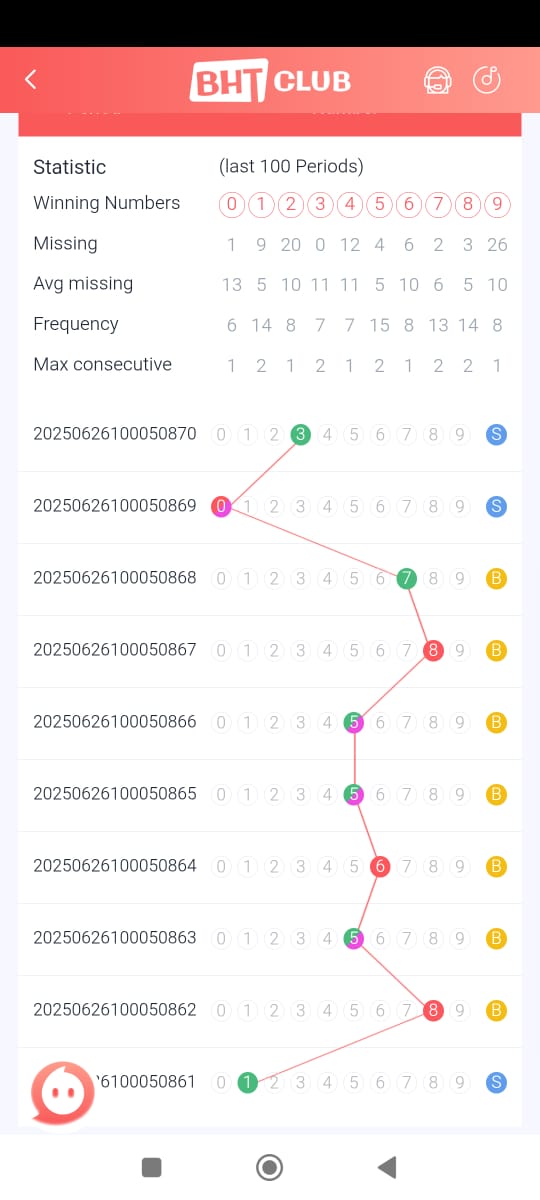 BHT CLUB
Statistic (last 100 Periods)
Winning Numbers 0 1 2 3 4 5 6 7 8 9
Missing 1 9 20 0 12 4 6 2 3 26
Avg missing 13 5 10 11 11 5 10 6 5 10
Frequency 6 14 8 7 7 15 8 13 14 8
Max consecutive 1 2 1 2 1 2 1 2 2 1
20250626100050870 0 1 2 3 4 5 6 7 8 9 S
20250626100050869 0 1 2 3 4 5 6 7 8 9 S
20250626100050868 0 1 2 3 4 5 6 7 8 9 B
20250626100050867 0 1 2 3 4 5 6 7 8 9 B
20250626100050866 0 1 2 3 4 5 6 7 8 9 B
20250626100050865 0 1 2 3 4 5 6 7 8 9 B
20250626100050864 0 1 2 3 4 5 6 7 8 9 B
20250626100050863 0 1 2 3 4 5 6 7 8 9 B
20250626100050862 0 1 2 3 4 5 6 7 8 9 B
6100050861 0 1 2 3 4 5 6 7 8 9 S